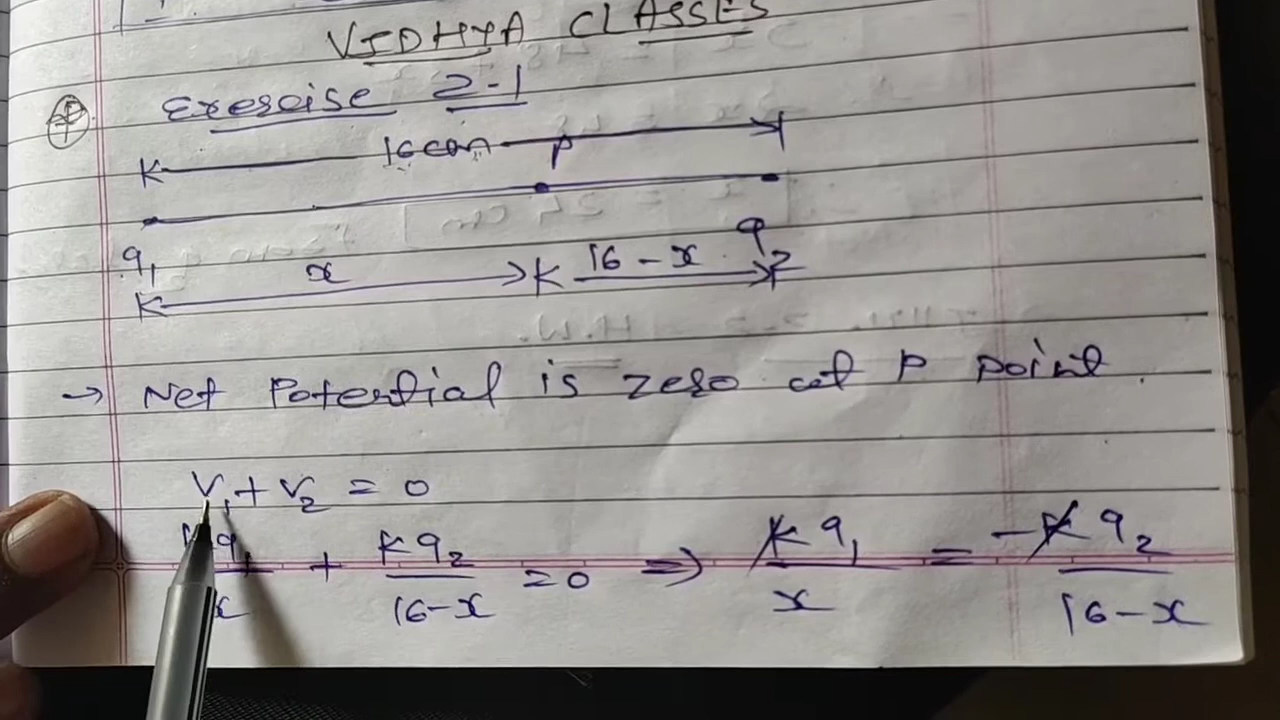 VIDHYA CLASSES
Exercise 2-1
16cm P
q1 x 16-x q2
→ Net Potential is zero at P point.
V1 + V2 = 0
Kq1/x + Kq2/16-x = 0 ⇒ Kq1/x = -Kq2/16-x